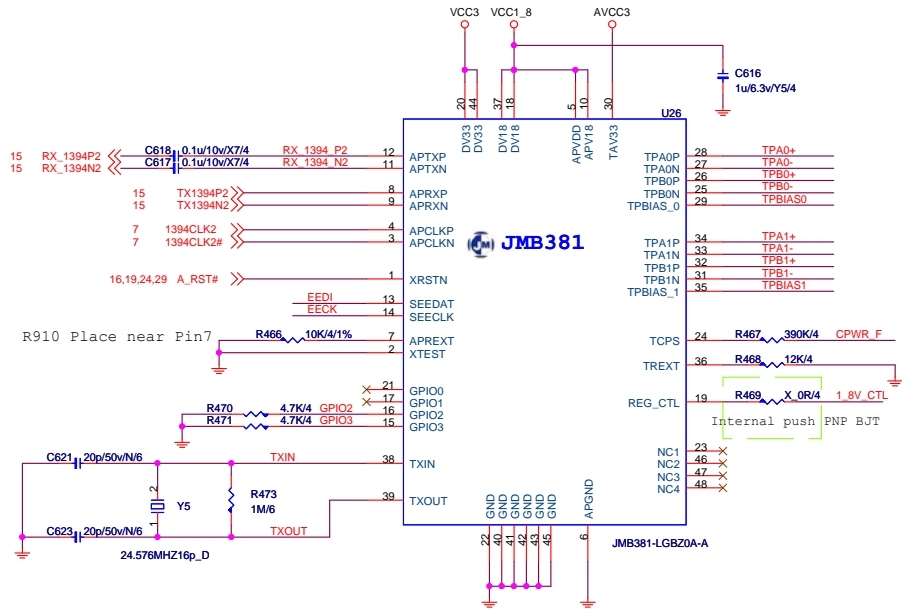 VCC3 VCC1_8 AVCC3
C616
1u/6.3v/Y5/4
20 44 37 18 5 10 30
U26
DV33 DV33 DV18 DV18 APVDD APV18 TAV33
15 RX_1394P2 C618 0.1u/10v/X7/4 RX_1394_P2 12 APTXP
15 RX_1394N2 C617 0.1u/10v/X7/4 RX_1394_N2 11 APTXN
15 TX1394P2 8 APRXP
15 TX1394N2 9 APRXN
7 1394CLK2 4 APCLKP
7 1394CLK2# 3 APCLKN
16,19,24,29 A_RST# 1 XRSTN
EEDI 13 SEEDAT
EECK 14 SEECLK
R910 Place near Pin7
R466 10K/4/1% 7 APREXT
2 XTEST
21 GPIO0
17 GPIO1
R470 4.7K/4 GPIO2 16 GPIO2
R471 4.7K/4 GPIO3 15 GPIO3
C621 20p/50v/N/6 TXIN 38 TXIN
2
Y5
1
R473
1M/6
39 TXOUT
C623 20p/50v/N/6 TXOUT
24.576MHZ16p_D
JM JMB381
TPA0P 28 TPA0+
TPA0N 27 TPA0-
TPB0P 26 TPB0+
TPB0N 25 TPB0-
TPBIAS_0 29 TPBIAS0
TPA1P 34 TPA1+
TPA1N 33 TPA1-
TPB1P 32 TPB1+
TPB1N 31 TPB1-
TPBIAS_1 35 TPBIAS1
TCPS 24 R467 390K/4 CPWR_F
TREXT 36 R468 12K/4
REG_CTL 19 R469 X_0R/4 1_8V_CTL
Internal push PNP BJT
NC1 23
NC2 46
NC3 47
NC4 48
GND GND GND GND GND GND APGND
22 40 41 42 43 45 6
JMB381-LGBZ0A-A